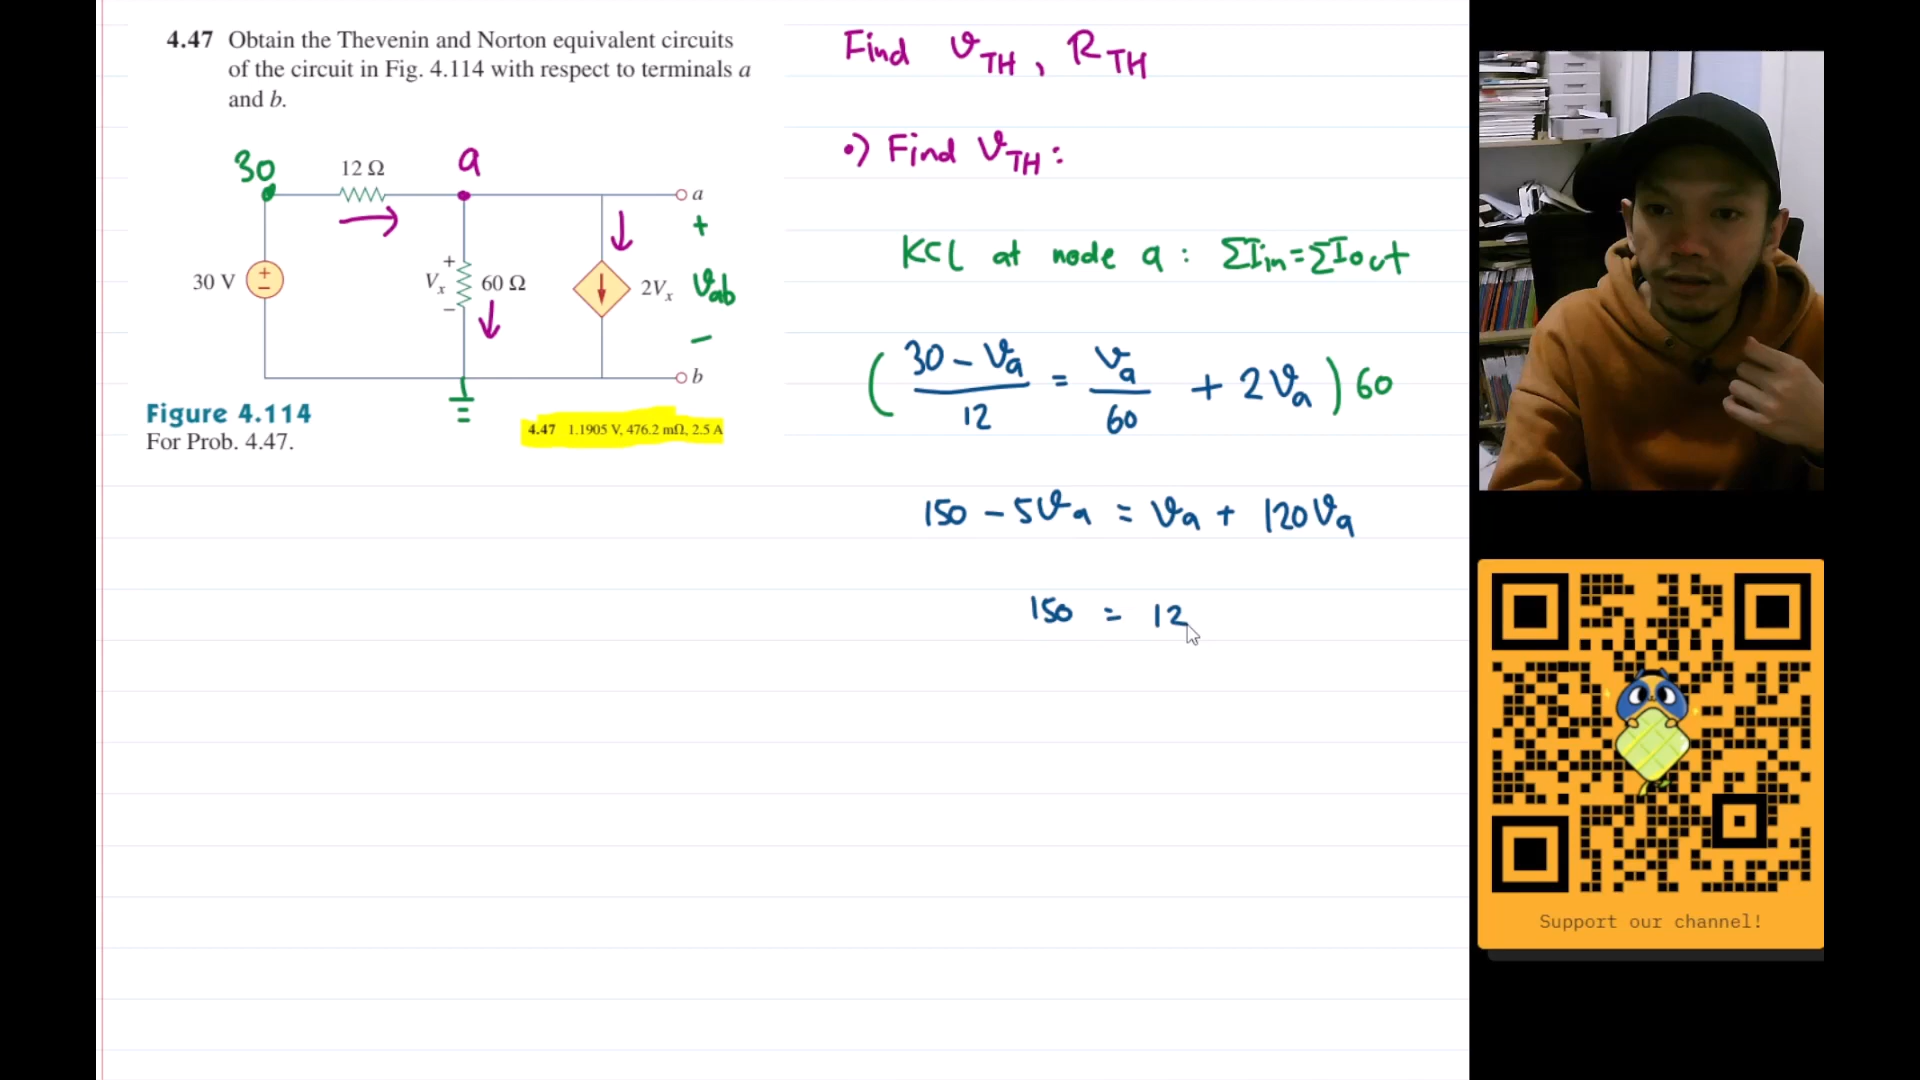 4.47 Obtain the Thevenin and Norton equivalent circuits
of the circuit in Fig. 4.114 with respect to terminals a
and b.
30
12 Ω
a
a
+
30 V
+
−
+
Vx
−
60 Ω
2Vx
Vab
−
b
Figure 4.114
For Prob. 4.47.
4.47 1.1905 V, 476.2 mΩ, 2.5 A
Find VTH, RTH
•) Find VTH:
KCL at node a : ΣIin=ΣIout
( 30 − Va / 12 = Va / 60 + 2Va ) 60
150 − 5Va = Va + 120Va
150 = 12
Support our channel!